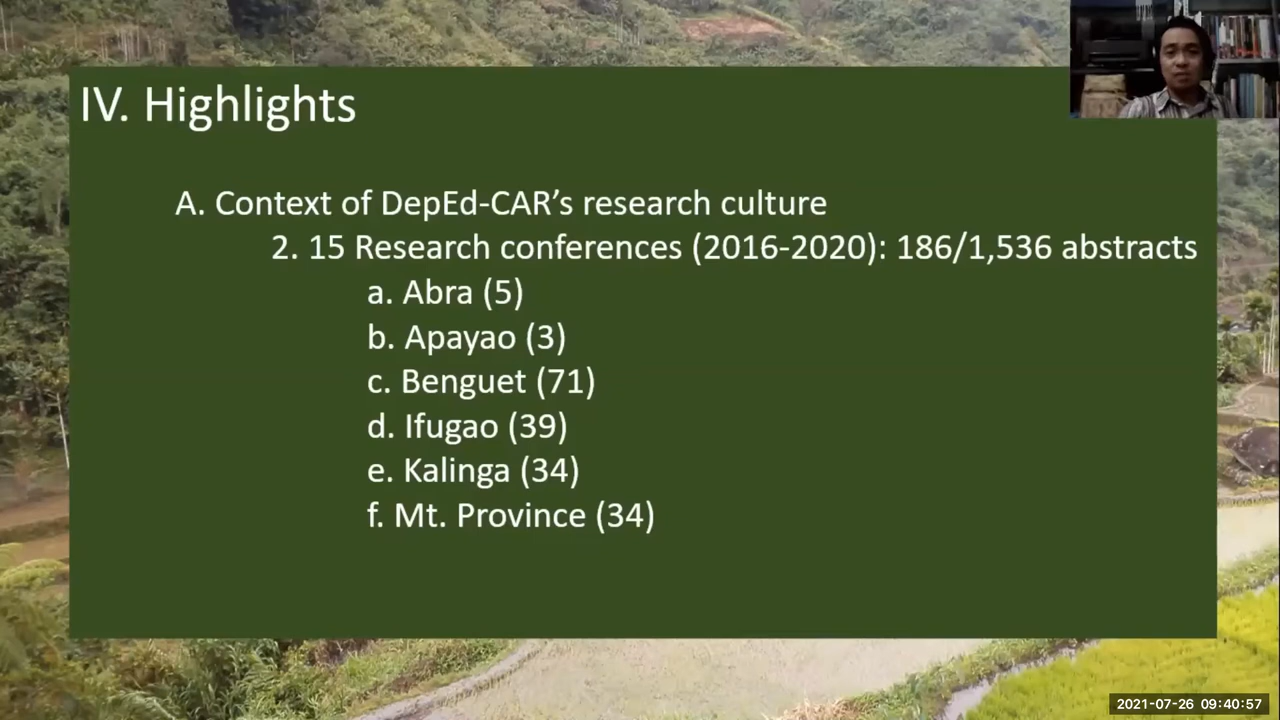 IV. Highlights
A. Context of DepEd-CAR’s research culture
2. 15 Research conferences (2016-2020): 186/1,536 abstracts
a. Abra (5)
b. Apayao (3)
c. Benguet (71)
d. Ifugao (39)
e. Kalinga (34)
f. Mt. Province (34)
2021-07-26 09:40:57